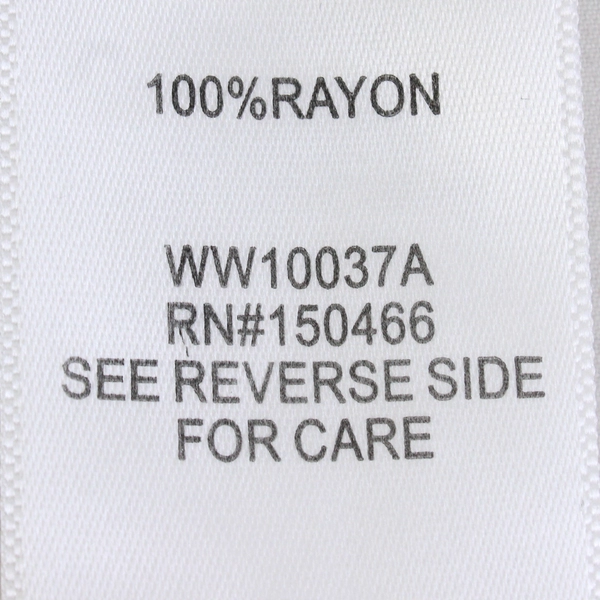 100%RAYON
WW10037A
RN#150466
SEE REVERSE SIDE
FOR CARE